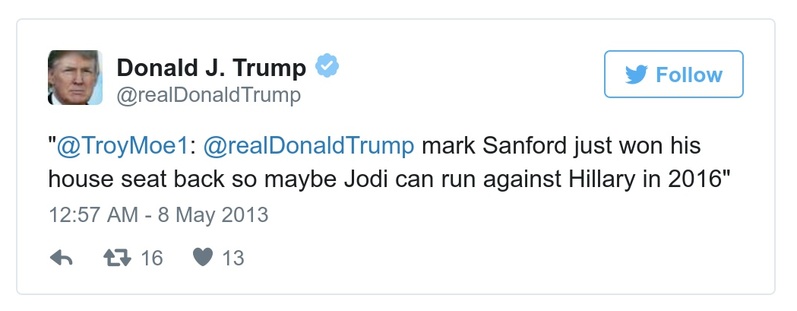 Donald J. Trump
@realDonaldTrump
Follow
"@TroyMoe1: @realDonaldTrump mark Sanford just won his
house seat back so maybe Jodi can run against Hillary in 2016"
12:57 AM - 8 May 2013
16 13